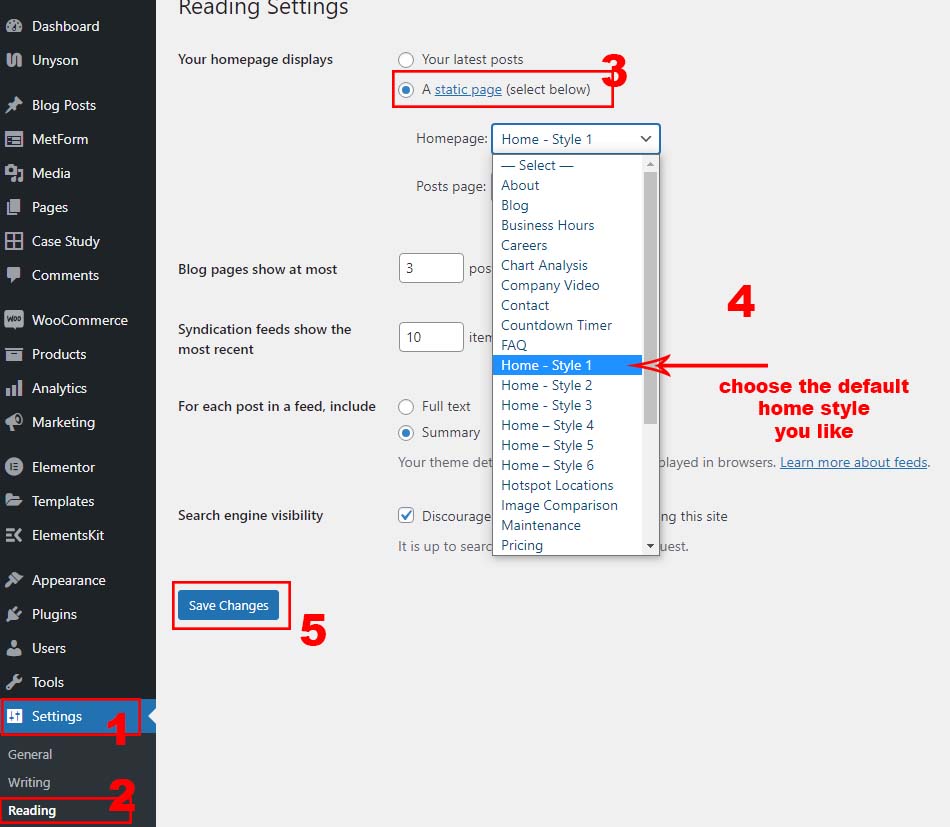 Reading Settings
Dashboard
Unyson
Blog Posts
MetForm
Media
Pages
Case Study
Comments
WOO WooCommerce
Products
Analytics
Marketing
Elementor
Templates
ElementsKit
Appearance
Plugins
Users
Tools
Settings
1
General
Writing
2
Reading
Your homepage displays
Your latest posts
3
A static page (select below)
Homepage: Home - Style 1
— Select —
About
Blog
Business Hours
Careers
Chart Analysis
Company Video
Contact
Countdown Timer
FAQ
Home - Style 1
Home - Style 2
Home - Style 3
Home – Style 4
Home – Style 5
Home – Style 6
Hotspot Locations
Image Comparison
Maintenance
Pricing
Posts page:
Blog pages show at most
3 pos
Syndication feeds show the
most recent
10 item
4
choose the default
home style
you like
For each post in a feed, include
Full text
Summary
Your theme det played in browsers. Learn more about feeds.
Search engine visibility
Discourage ng this site
It is up to searc uest.
Save Changes
5